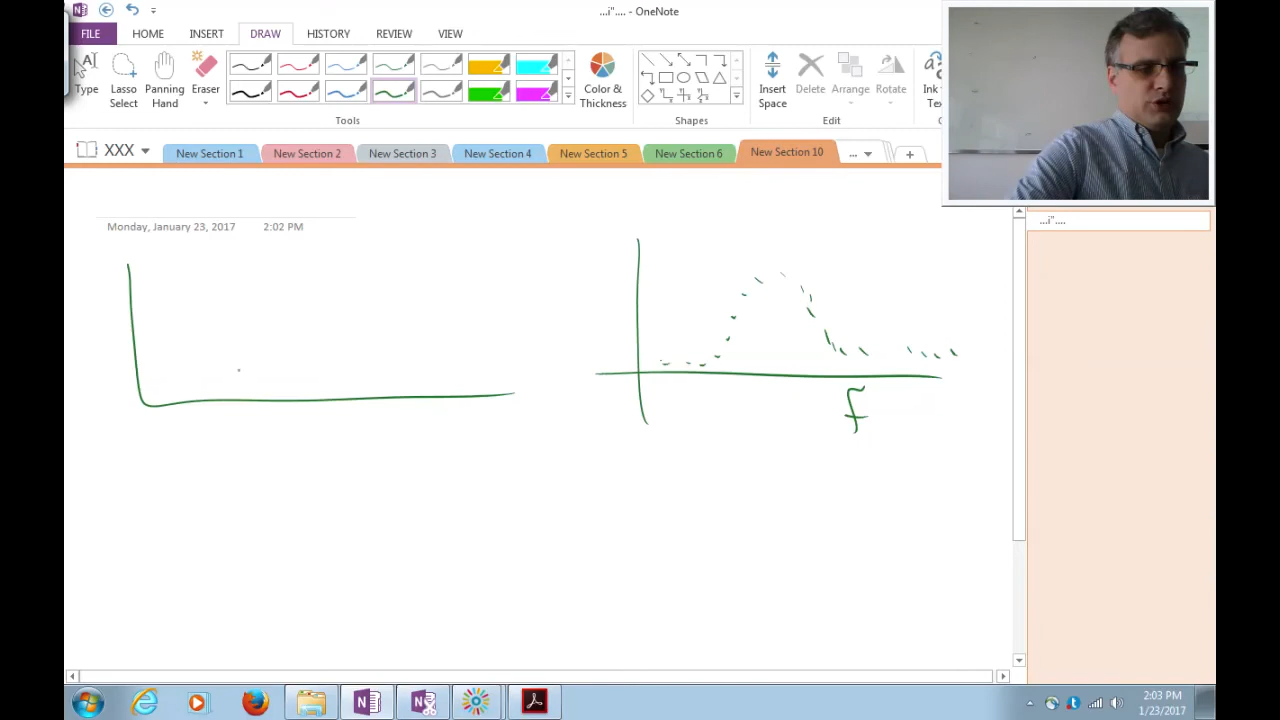 ...i".... - OneNote
FILE
HOME
INSERT
DRAW
HISTORY
REVIEW
VIEW
A
Type
Lasso Select
Panning Hand
Eraser
Color & Thickness
Insert Space
Delete
Arrange
Rotate
Ink to
Tex
Tools
Shapes
Edit
XXX
New Section 1
New Section 2
New Section 3
New Section 4
New Section 5
New Section 6
New Section 10
...
+
...i"....
Monday, January 23, 2017 2:02 PM
f
2:03 PM
1/23/2017